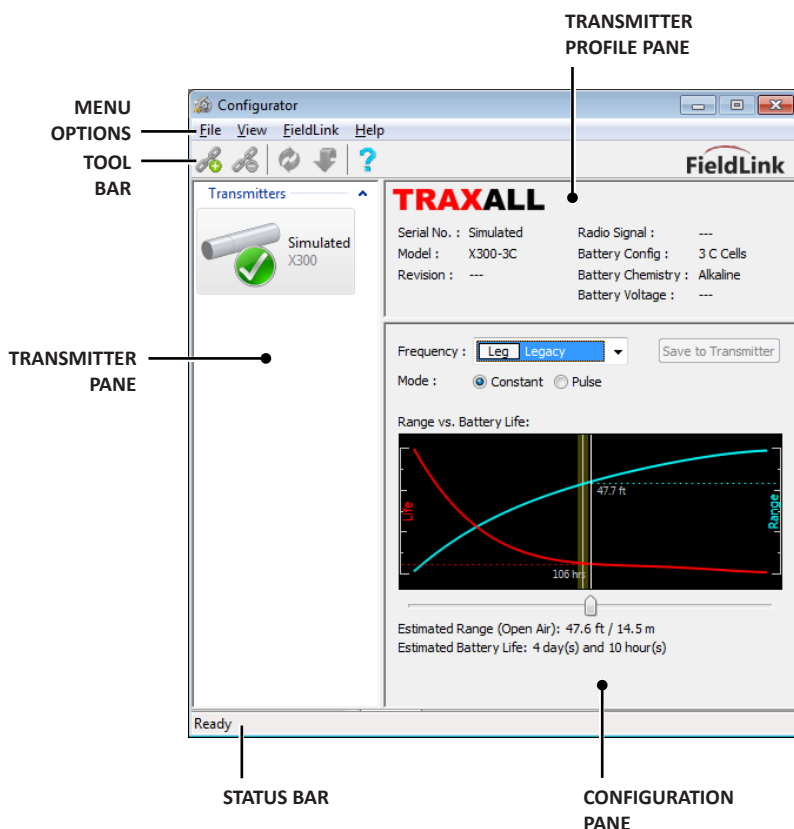 TRANSMITTER
PROFILE PANE
MENU
OPTIONS
TOOL
BAR
Configurator
File View FieldLink Help
?
FieldLink
Transmitters
Simulated
X300
TRAXALL
Serial No. : Simulated
Model : X300-3C
Revision : ---
Radio Signal : ---
Battery Config : 3 C Cells
Battery Chemistry : Alkaline
Battery Voltage : ---
TRANSMITTER
PANE
Frequency : Leg Legacy
Save to Transmitter
Mode : Constant Pulse
Range vs. Battery Life:
Life
47.7 ft
Range
106 hrs
Estimated Range (Open Air): 47.6 ft / 14.5 m
Estimated Battery Life: 4 day(s) and 10 hour(s)
Ready
STATUS BAR
CONFIGURATION
PANE